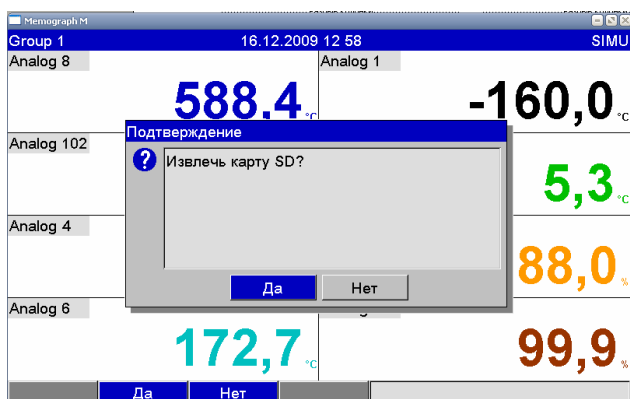 Memograph M
Group 1 16.12.2009 12 58 SIMU
Analog 8 Analog 1
588,4 °C -160,0 °C
Подтверждение
Analog 102
Извлечь карту SD?
5,3 °C
Analog 4
88,0 %
Да Нет
Analog 6
172,7 °C 99,9 %
Да Нет